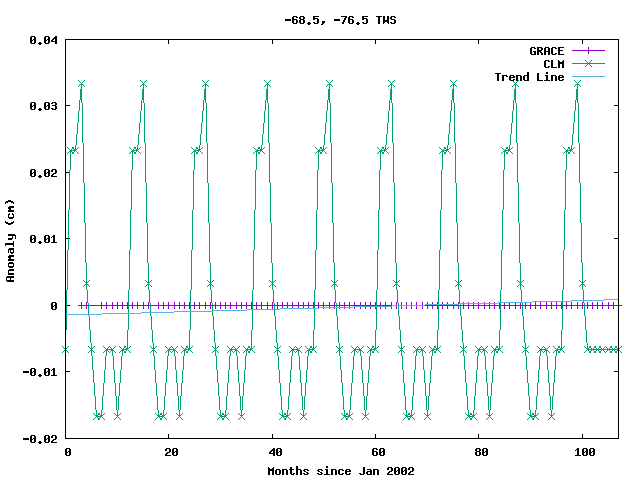 -68.5, -76.5 TWS
GRACE
CLM
Trend Line
0.04
0.03
0.02
0.01
0
-0.01
-0.02
Anomaly (cm)
0 20 40 60 80 100
Months since Jan 2002